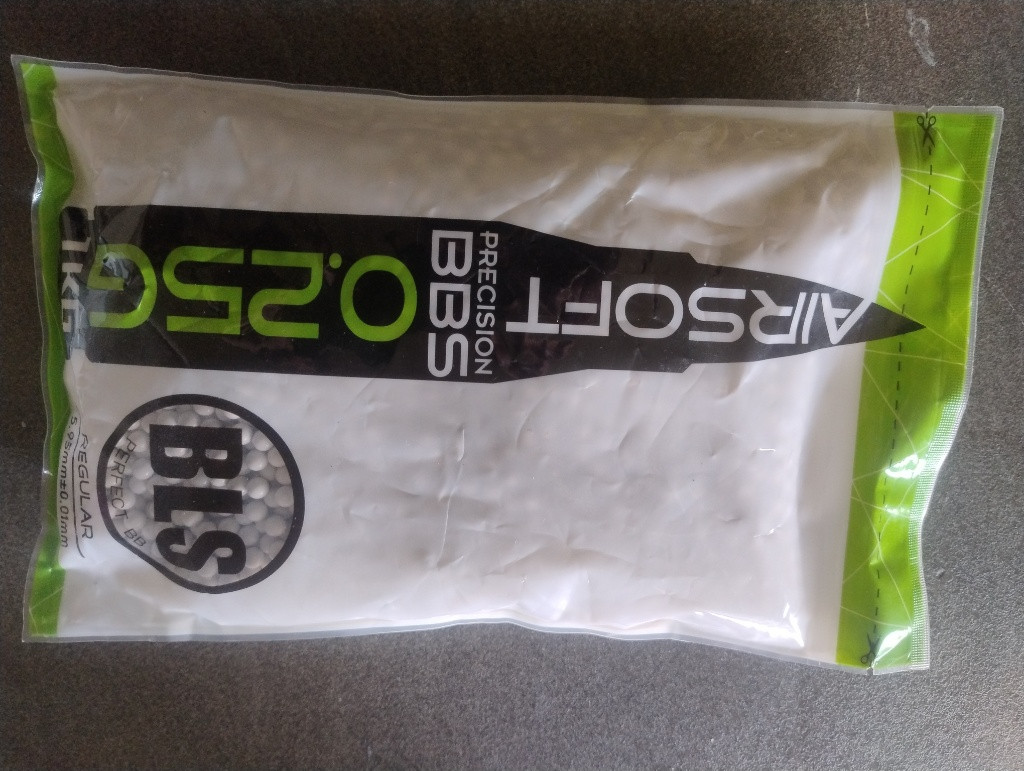 AIRSOFT
PRECISION
BBS
0.25G
1KG
BLS
PERFECT BB
REGULAR
5.95mm±0.01mm